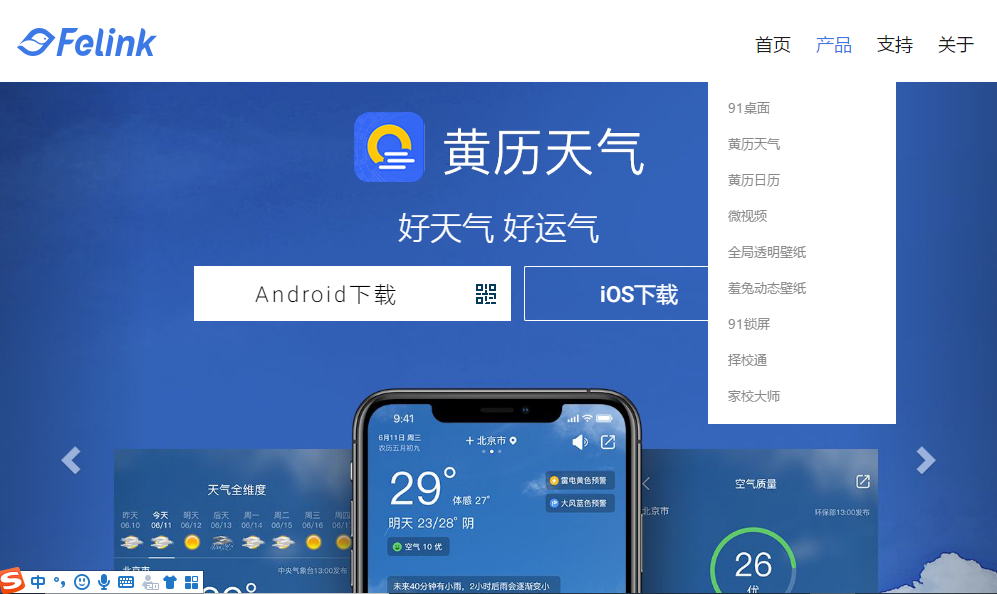 Felink
首页 产品 支持 关于
91桌面
黄历天气
黄历日历
微视频
全局透明壁纸
羞兔动态壁纸
91锁屏
择校通
家校大师
黄历天气
好天气 好运气
Android下载
iOS下载
9:41
6月11日 周三
农历五月初九
北京市
29°
体感 27°
雷电黄色预警
大风蓝色预警
明天 23/28° 阴
空气 10 优
未来40分钟有小雨，2小时后雨会逐渐变小
天气全维度
昨天 今天 明天 后天 周一 周二 周三 周四
06.10 06/11 06/12 06/13 06/14 06/15 06/16 06/1
北京市
中央气象台13:00发布
空气质量
北京市
环保部13:00发布
26
优
中